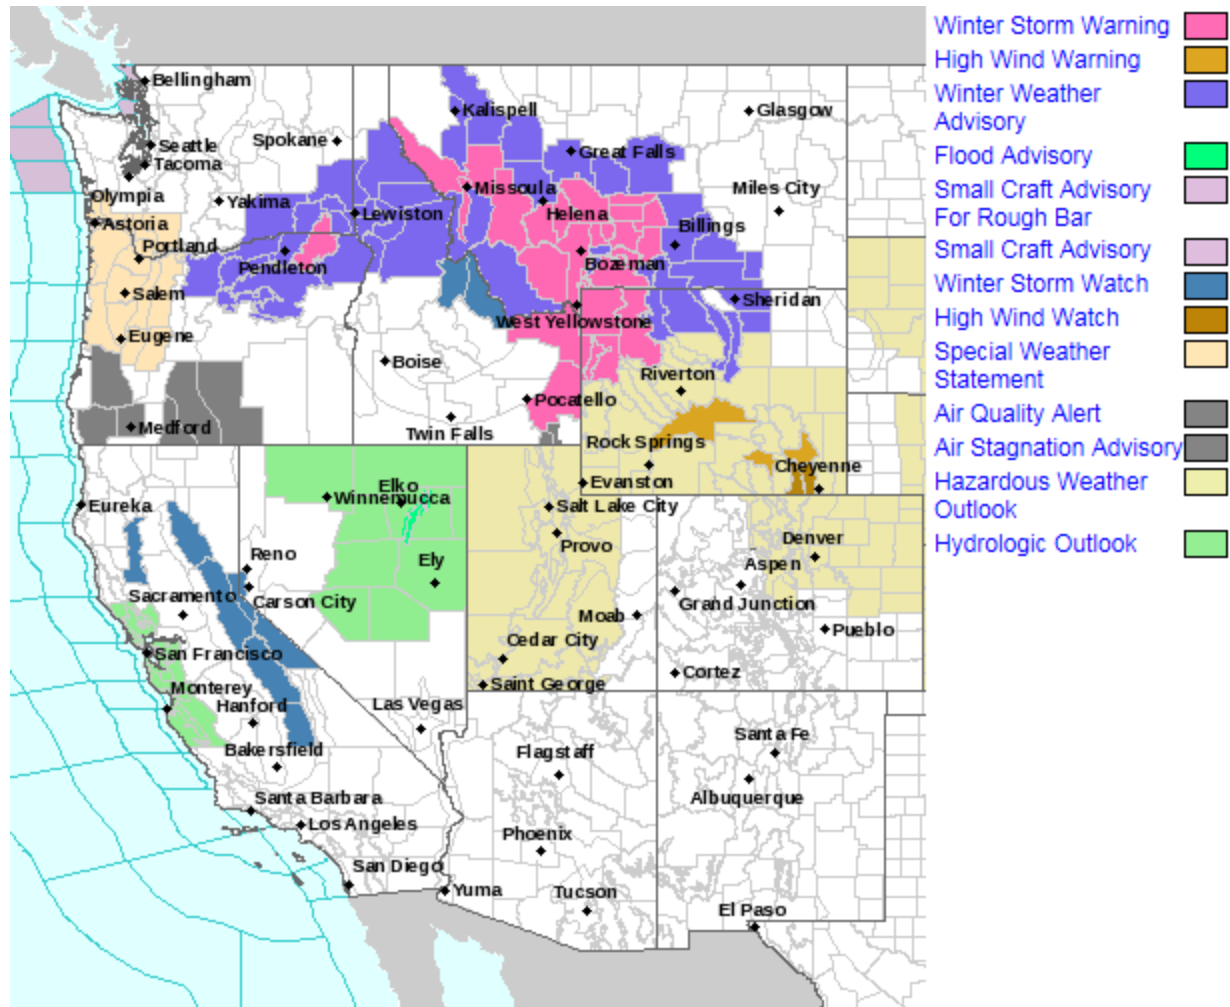 Winter Storm Warning
High Wind Warning
Winter Weather
Advisory
Flood Advisory
Small Craft Advisory
For Rough Bar
Small Craft Advisory
Winter Storm Watch
High Wind Watch
Special Weather
Statement
Air Quality Alert
Air Stagnation Advisory
Hazardous Weather
Outlook
Hydrologic Outlook
Bellingham
Kalispell
Glasgow
Seattle
Spokane
Great Falls
Tacoma
Olympia
Yakima
Missoula
Miles City
Lewiston
Helena
Astoria
Billings
Portland
Pendleton
Bozeman
Salem
Sheridan
West Yellowstone
Eugene
Boise
Riverton
Pocatello
Medford
Twin Falls
Rock Springs
Cheyenne
Evanston
Elko
Winnemucca
Eureka
Salt Lake City
Provo
Denver
Reno
Ely
Aspen
Sacramento
Carson City
Grand Junction
Moab
Pueblo
Cedar City
San Francisco
Cortez
Saint George
Monterey
Hanford
Las Vegas
Santa Fe
Bakersfield
Flagstaff
Albuquerque
Santa Barbara
Los Angeles
Phoenix
San Diego
Yuma
Tucson
El Paso